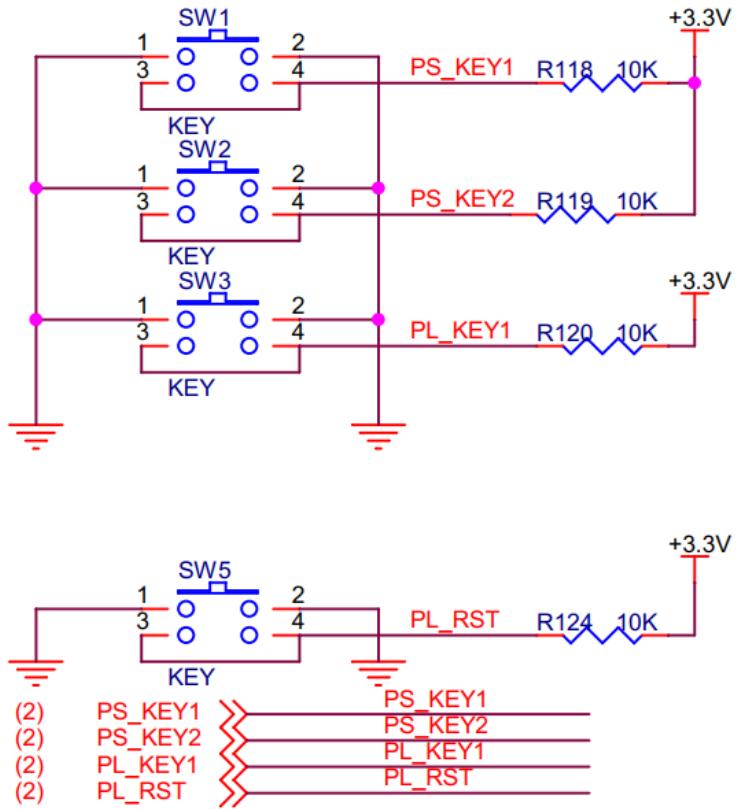 SW1
+3.3V
1 2
3 4 PS_KEY1 R118 10K
KEY
SW2
1 2
3 4 PS_KEY2 R119 10K
KEY
SW3 +3.3V
1 2
3 4 PL_KEY1 R120 10K
KEY
+3.3V
SW5
1 2
3 4 PL_RST R124 10K
KEY
(2) PS_KEY1 PS_KEY1
(2) PS_KEY2 PS_KEY2
(2) PL_KEY1 PL_KEY1
(2) PL_RST PL_RST